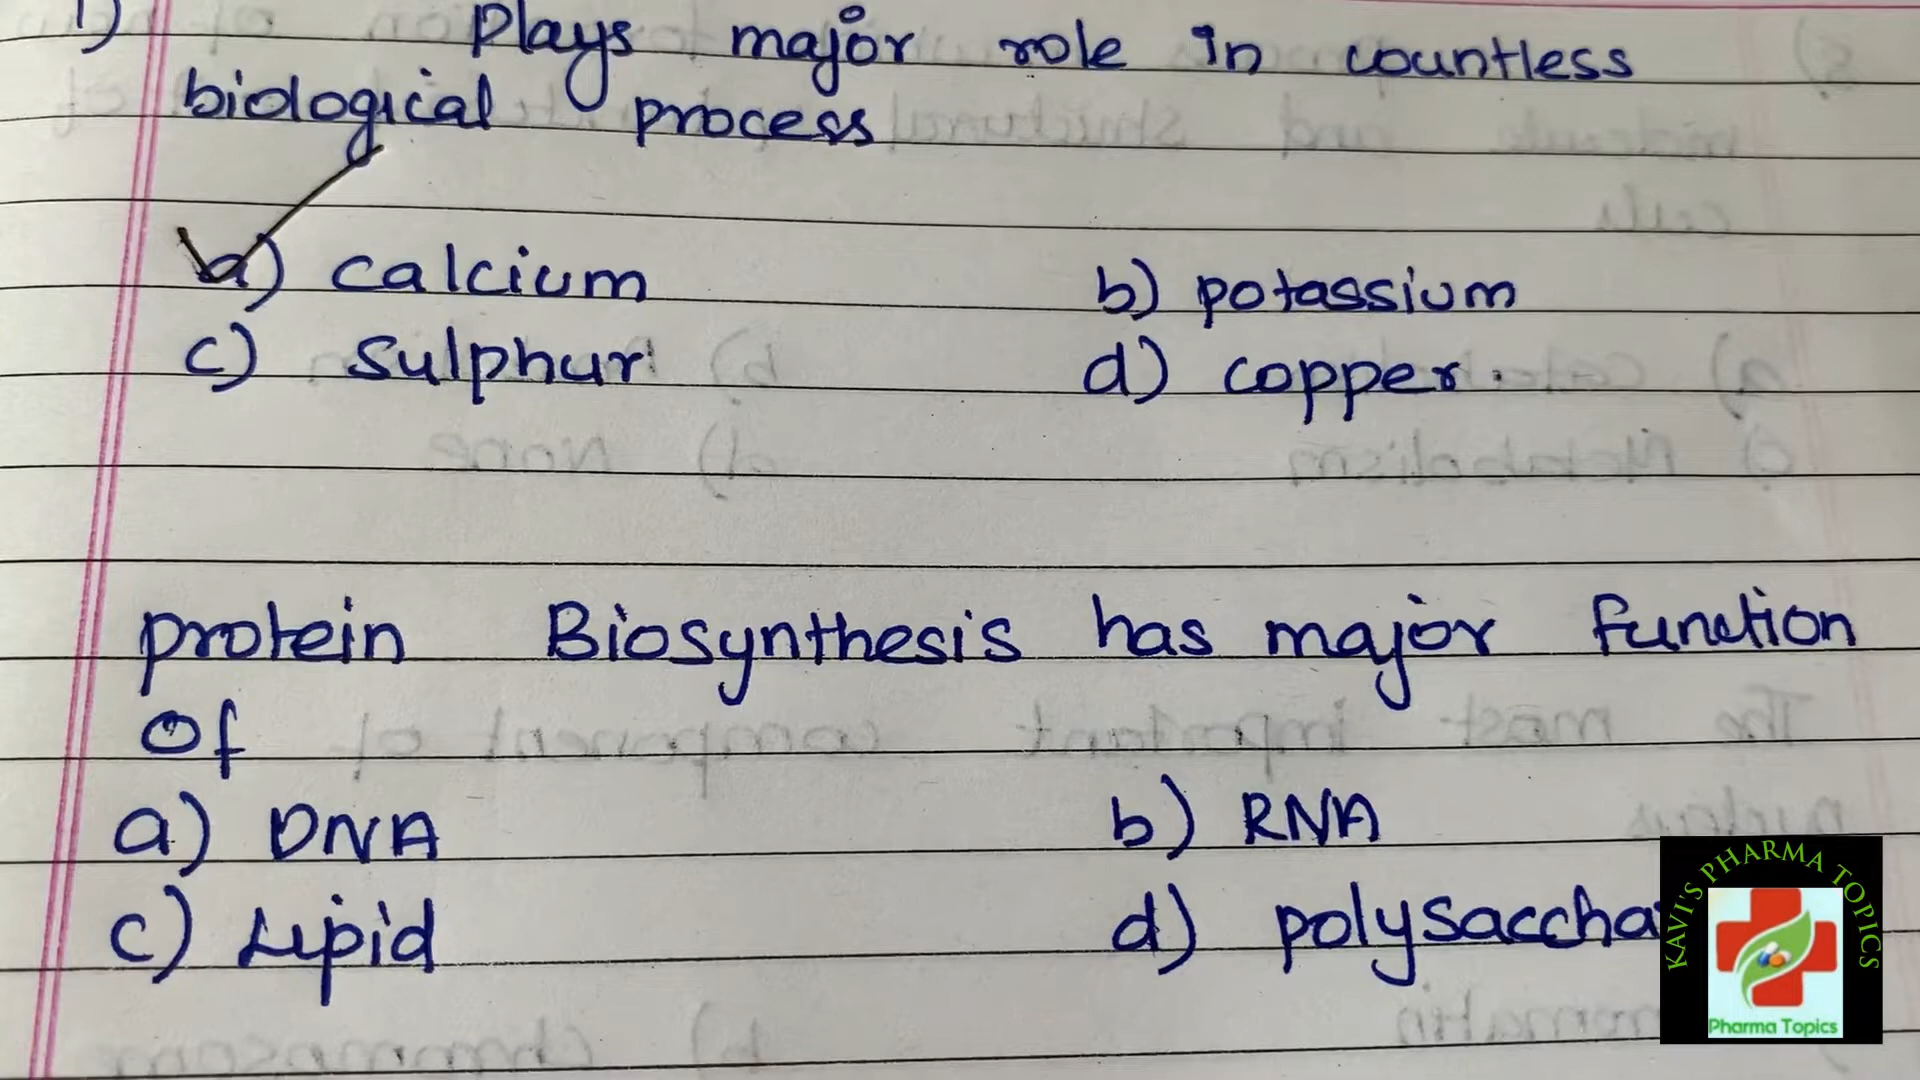 1) Plays major role in countless
biological process
a) calcium b) potassium
c) sulphur d) copper.
protein Biosynthesis has major function
of
a) DNA b) RNA
c) Lipid d) polysaccha
KAVI'S PHARMA TOPICS
Pharma Topics